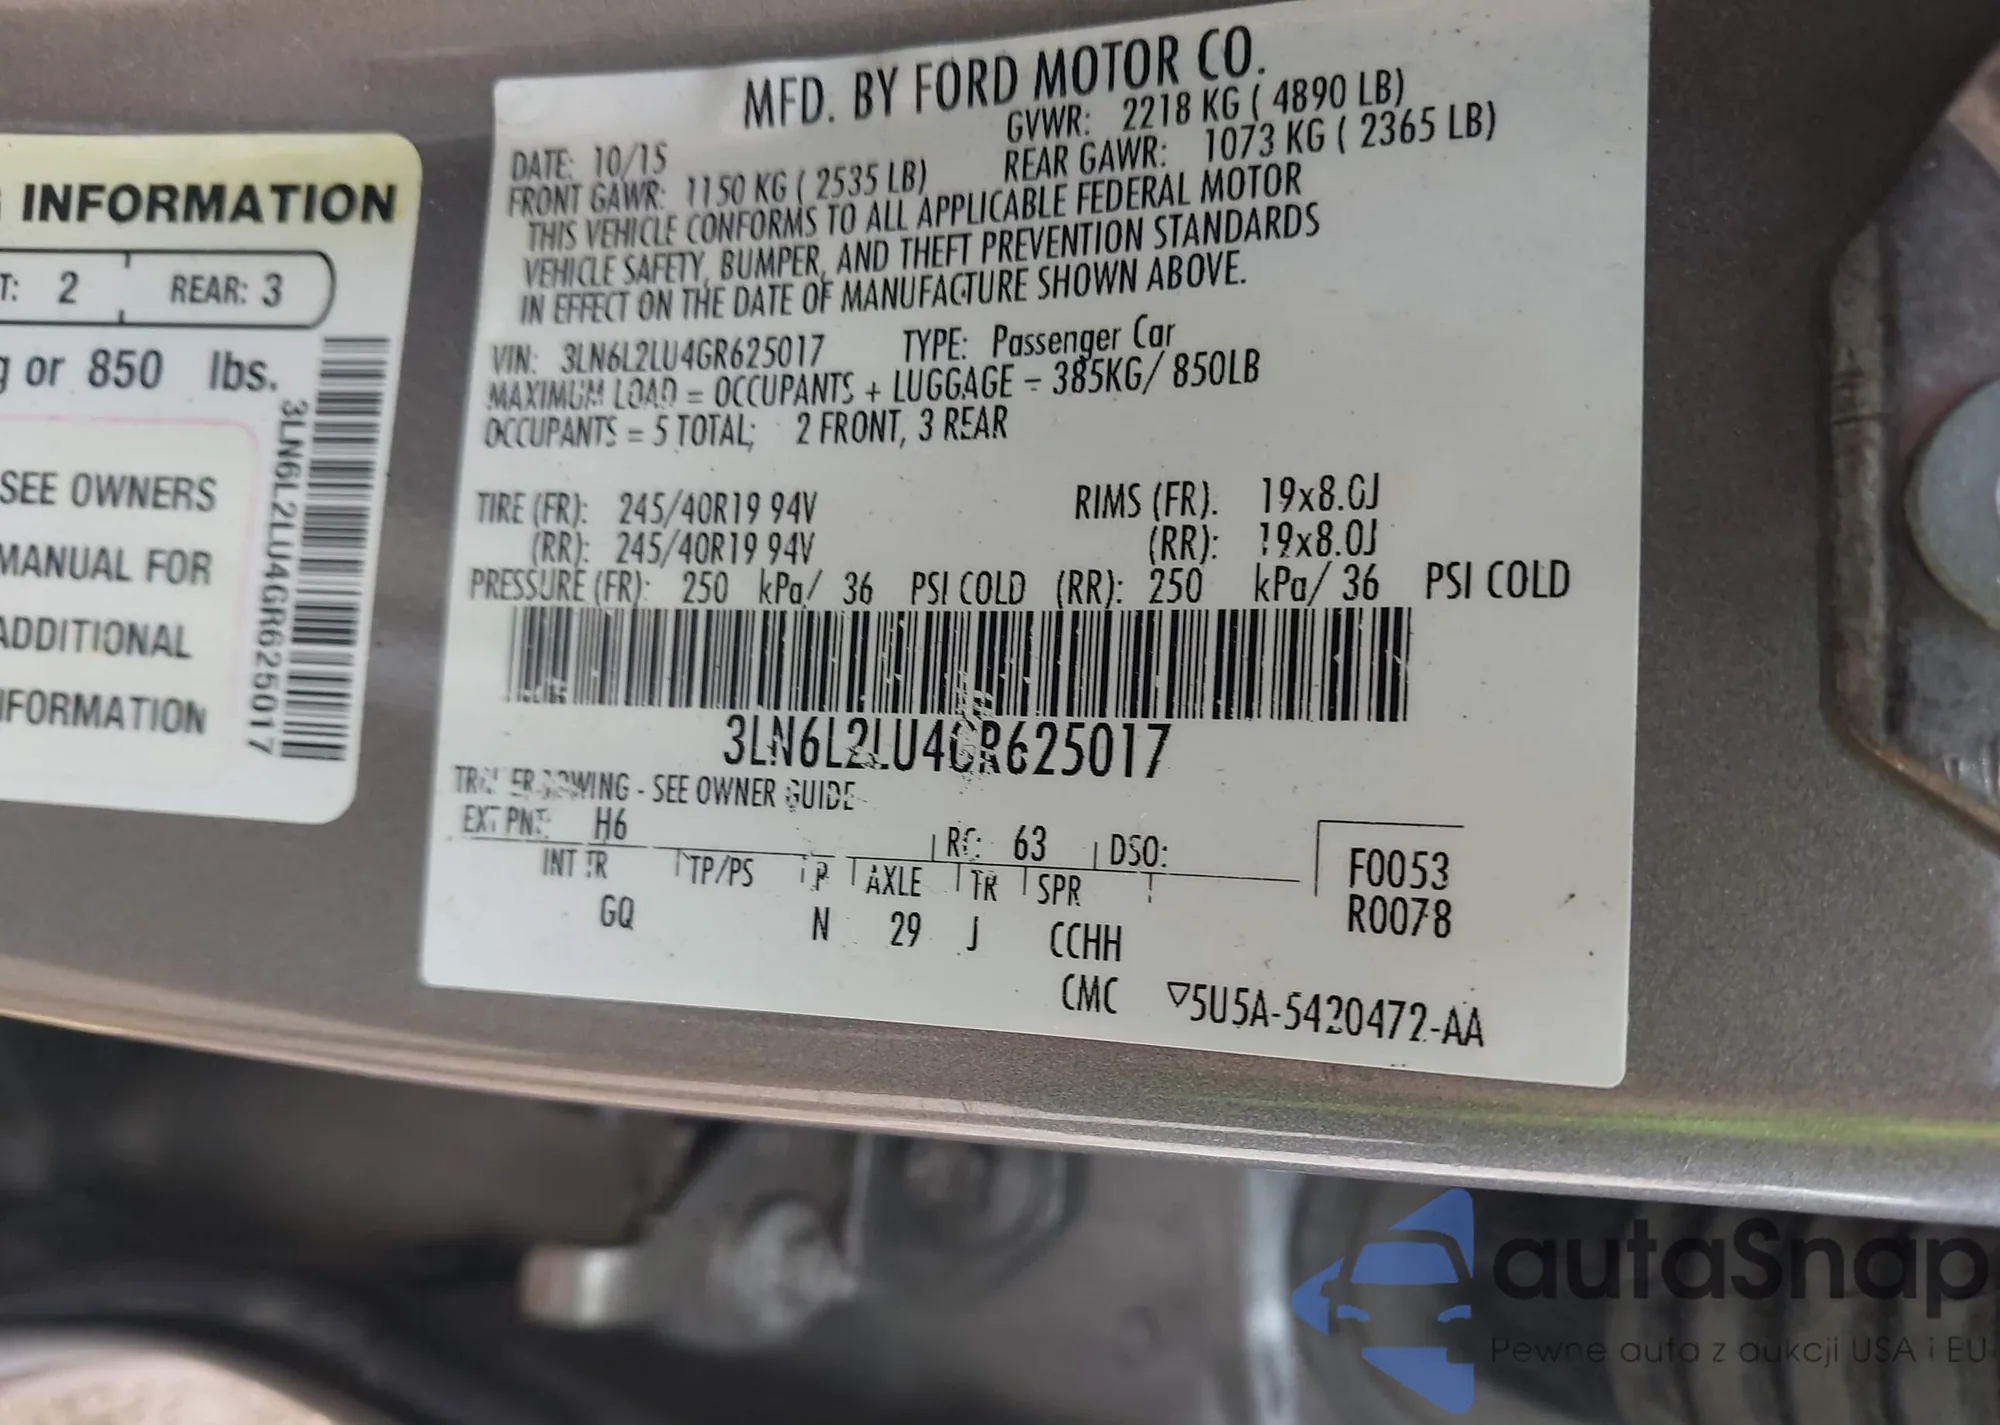 MFD. BY FORD MOTOR CO.
DATE: 10/15 GVWR: 2218 KG ( 4890 LB)
FRONT GAWR: 1150 KG ( 2535 LB) REAR GAWR: 1073 KG ( 2365 LB)
THIS VEHICLE CONFORMS TO ALL APPLICABLE FEDERAL MOTOR
VEHICLE SAFETY, BUMPER, AND THEFT PREVENTION STANDARDS
IN EFFECT ON THE DATE OF MANUFACTURE SHOWN ABOVE.
VIN: 3LN6L2LU4GR625017 TYPE: Passenger Car
MAXIMUM LOAD = OCCUPANTS + LUGGAGE = 385KG/ 850LB
OCCUPANTS = 5 TOTAL; 2 FRONT, 3 REAR
TIRE (FR): 245/40R19 94V RIMS (FR). 19x8.0J
(RR): 245/40R19 94V (RR): 19x8.0J
PRESSURE (FR): 250 kPa/ 36 PSI COLD (RR): 250 kPa/ 36 PSI COLD
3LN6L2LU4GR625017
TRAILER TOWING - SEE OWNER GUIDE
EXT PNT: H6 RC: 63 DSO:
INT TR TP/PS R AXLE TR SPR
GQ N 29 J CCHH
F0053
R0078
CMC ▽5U5A-5420472-AA
INFORMATION
T: 2 REAR: 3
g or 850 lbs.
SEE OWNERS
MANUAL FOR
ADDITIONAL
INFORMATION
3LN6L2LU4GR625017
autaSnap
Pewne auta z aukcji USA i EU